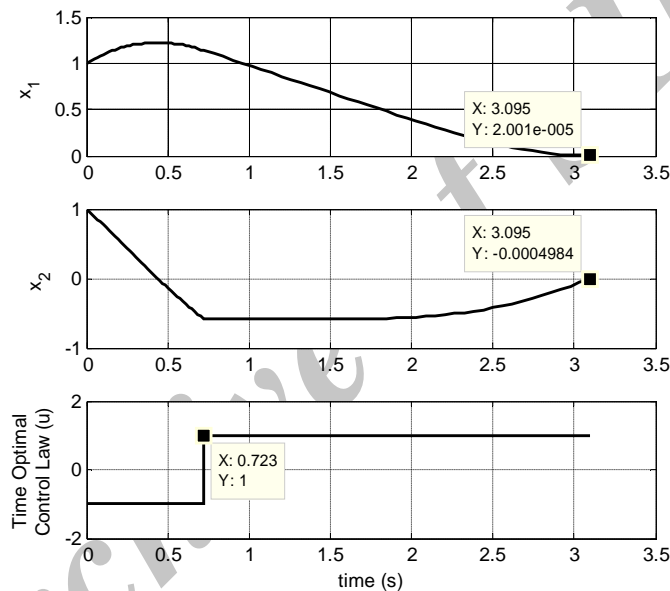 1.5
1
0.5
0
x1
X: 3.095
Y: 2.001e-005
0 0.5 1 1.5 2 2.5 3 3.5
1
0
-1
x2
X: 3.095
Y: -0.0004984
0 0.5 1 1.5 2 2.5 3 3.5
2
0
-2
Time Optimal
Control Law (u)
X: 0.723
Y: 1
0 0.5 1 1.5 2 2.5 3 3.5
time (s)